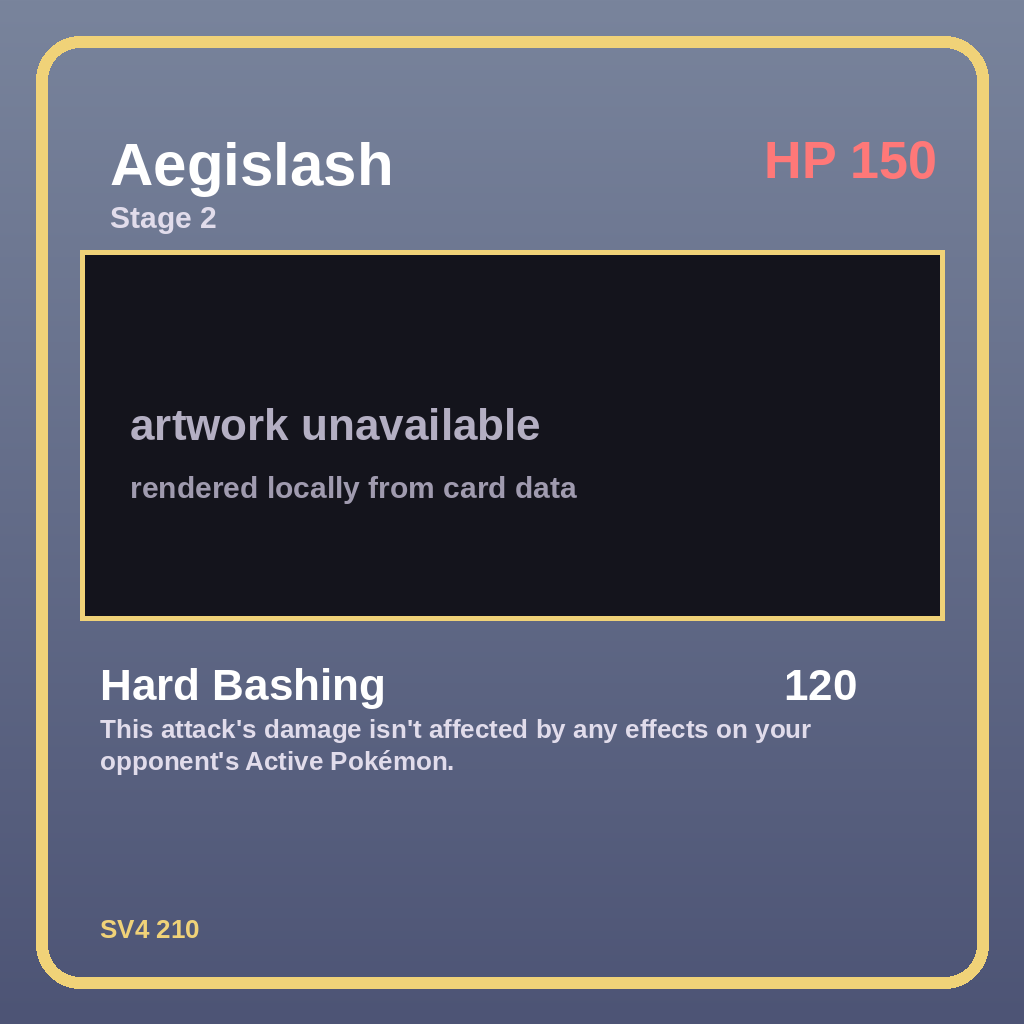 Aegislash
HP 150
Stage 2
artwork unavailable
rendered locally from card data
Hard Bashing
120
This attack's damage isn't affected by any effects on your
opponent's Active Pokémon.
SV4 210